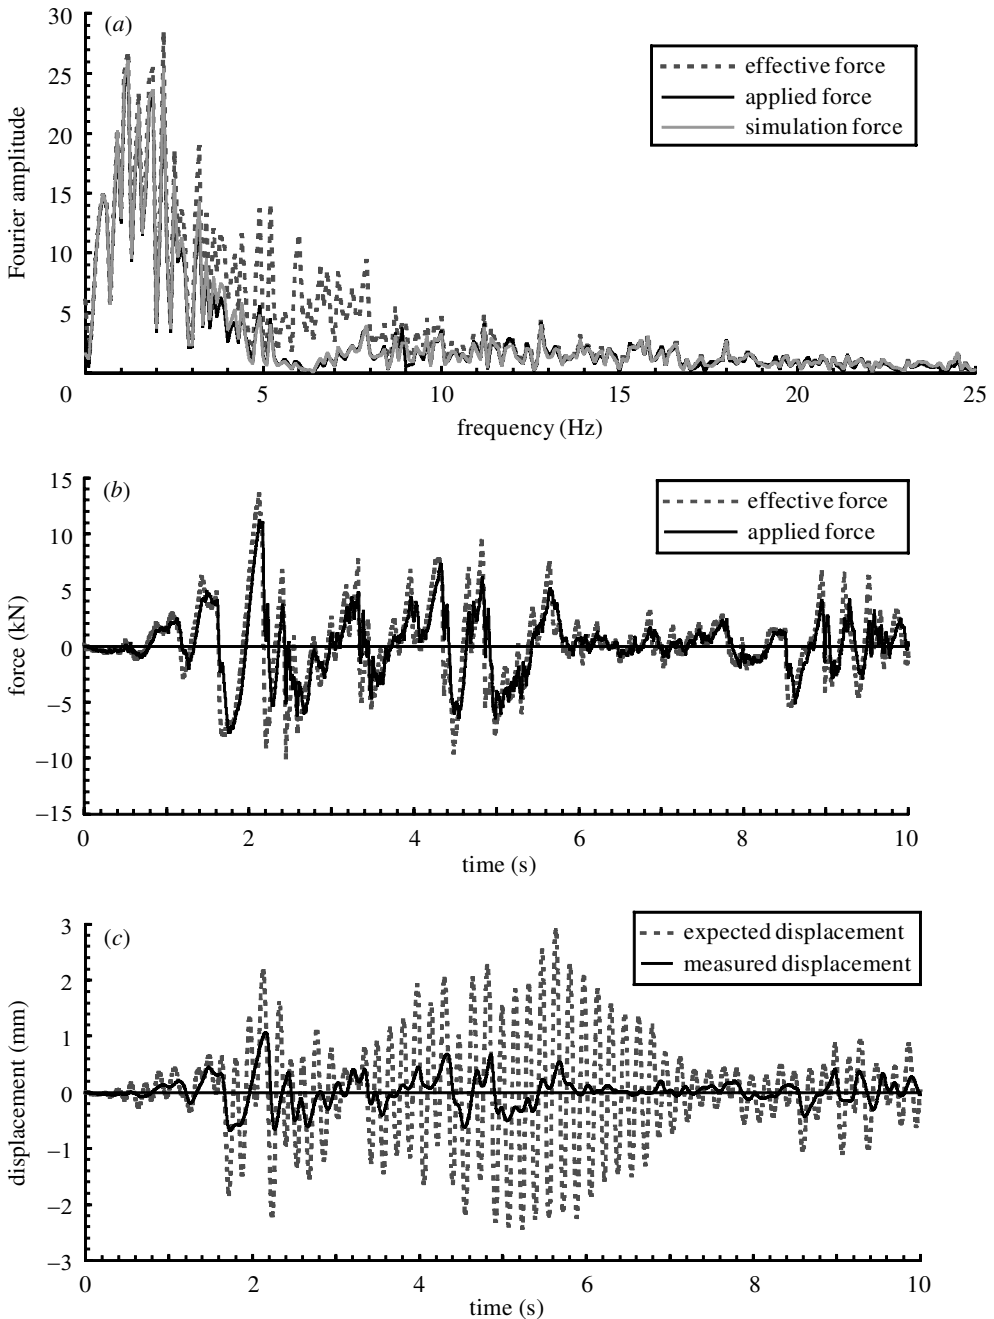 (a)
effective force
applied force
simulation force
Fourier amplitude
30
25
20
15
10
5
0 5 10 15 20 25
frequency (Hz)
(b)
effective force
applied force
force (kN)
15
10
5
0
−5
−10
−15
0 2 4 6 8 10
time (s)
(c)
expected displacement
measured displacement
displacement (mm)
3
2
1
0
−1
−2
−3
0 2 4 6 8 10
time (s)